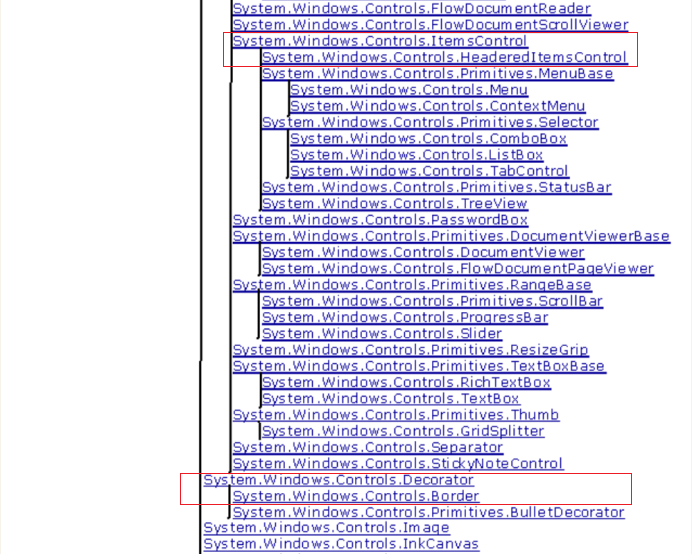 System.Windows.Controls.FlowDocumentReader
System.Windows.Controls.FlowDocumentScrollViewer
System.Windows.Controls.ItemsControl
System.Windows.Controls.HeaderedItemsControl
System.Windows.Controls.Primitives.MenuBase
System.Windows.Controls.Menu
System.Windows.Controls.ContextMenu
System.Windows.Controls.Primitives.Selector
System.Windows.Controls.ComboBox
System.Windows.Controls.ListBox
System.Windows.Controls.TabControl
System.Windows.Controls.Primitives.StatusBar
System.Windows.Controls.TreeView
System.Windows.Controls.PasswordBox
System.Windows.Controls.Primitives.DocumentViewerBase
System.Windows.Controls.DocumentViewer
System.Windows.Controls.FlowDocumentPageViewer
System.Windows.Controls.Primitives.RangeBase
System.Windows.Controls.Primitives.ScrollBar
System.Windows.Controls.ProgressBar
System.Windows.Controls.Slider
System.Windows.Controls.Primitives.ResizeGrip
System.Windows.Controls.Primitives.TextBoxBase
System.Windows.Controls.RichTextBox
System.Windows.Controls.TextBox
System.Windows.Controls.Primitives.Thumb
System.Windows.Controls.GridSplitter
System.Windows.Controls.Separator
System.Windows.Controls.StickyNoteControl
System.Windows.Controls.Decorator
System.Windows.Controls.Border
System.Windows.Controls.Primitives.BulletDecorator
System.Windows.Controls.Image
System.Windows.Controls.InkCanvas